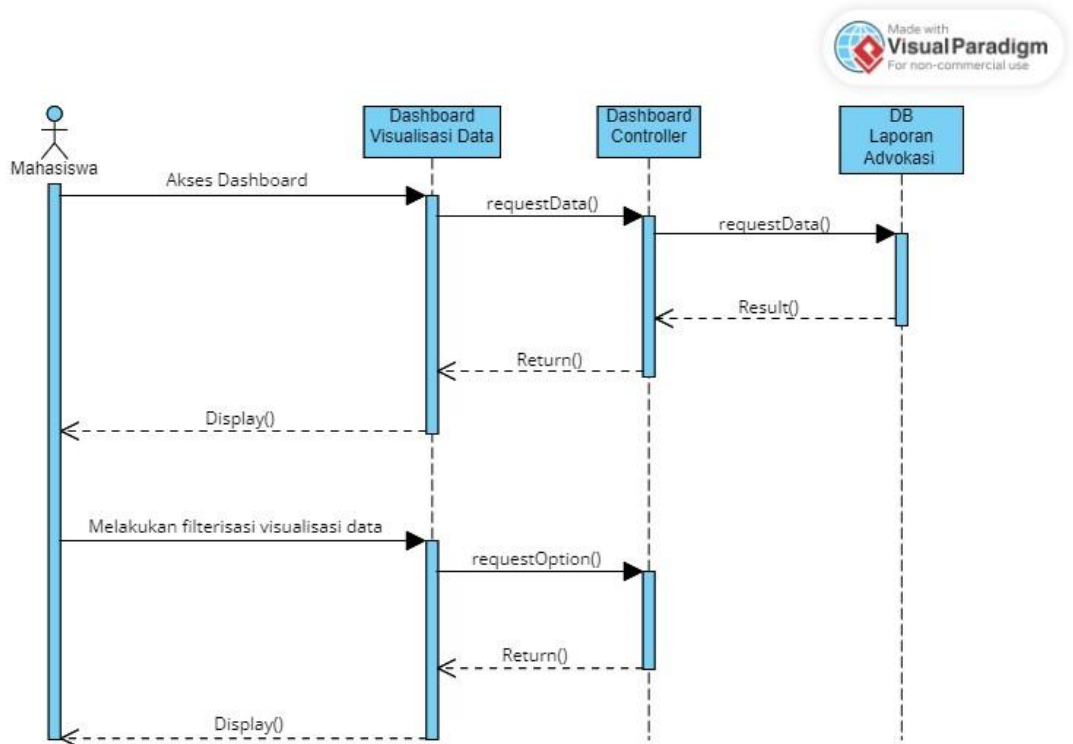 Made with
Visual Paradigm
For non-commercial use
Dashboard
Visualisasi Data
Dashboard
Controller
DB
Laporan
Advokasi
Mahasiswa
Akses Dashboard
requestData()
requestData()
Result()
Return()
Display()
Melakukan filterisasi visualisasi data
requestOption()
Return()
Display()